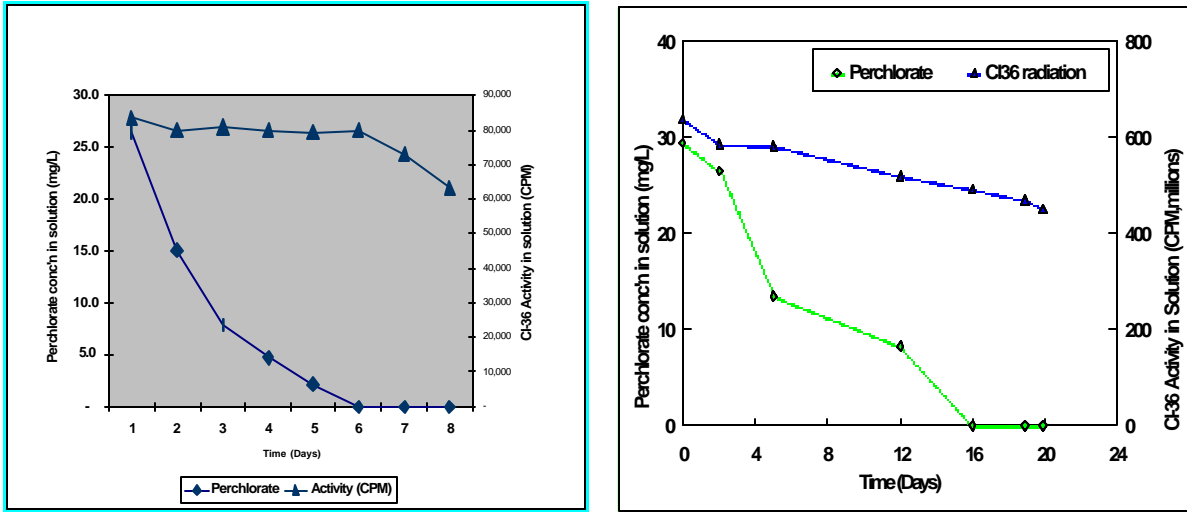 30.0
25.0
20.0
15.0
10.0
5.0
-
Perchlorate conc'n in solution (mg/L)
90,000
80,000
70,000
60,000
50,000
40,000
30,000
20,000
10,000
-
Cl-36 Activity in solution (CPM)
1 2 3 4 5 6 7 8
Time (Days)
Perchlorate Activity (CPM)
40
30
20
10
0
Perchlorate conc'n in solution (mg/L)
Perchlorate Cl36 radiation
800
600
400
200
0
Cl-36 Activity in Solution (CPM,millions)
0 4 8 12 16 20 24
Time (Days)